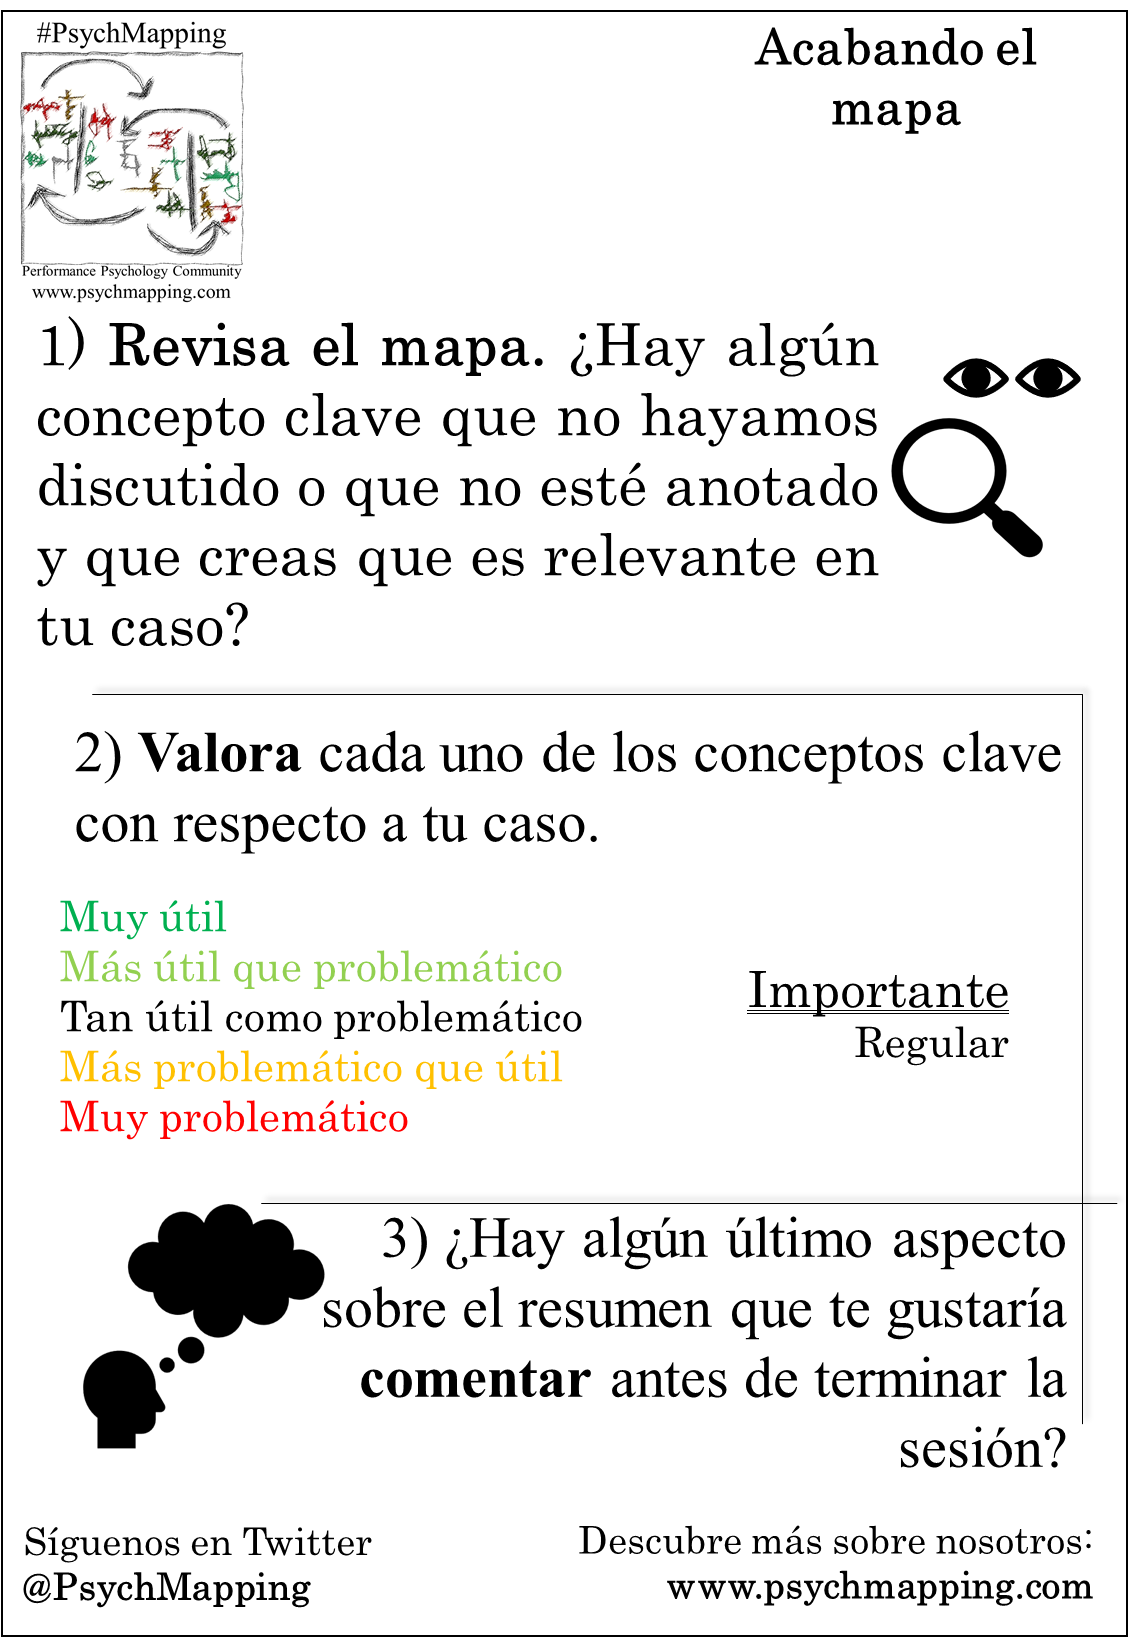 #PsychMapping
Performance Psychology Community
www.psychmapping.com
Acabando el
mapa
1) Revisa el mapa. ¿Hay algún
concepto clave que no hayamos
discutido o que no esté anotado
y que creas que es relevante en
tu caso?
2) Valora cada uno de los conceptos clave
con respecto a tu caso.
Muy útil
Más útil que problemático
Tan útil como problemático
Más problemático que útil
Muy problemático
Importante
Regular
3) ¿Hay algún último aspecto
sobre el resumen que te gustaría
comentar antes de terminar la
sesión?
Síguenos en Twitter
@PsychMapping
Descubre más sobre nosotros:
www.psychmapping.com